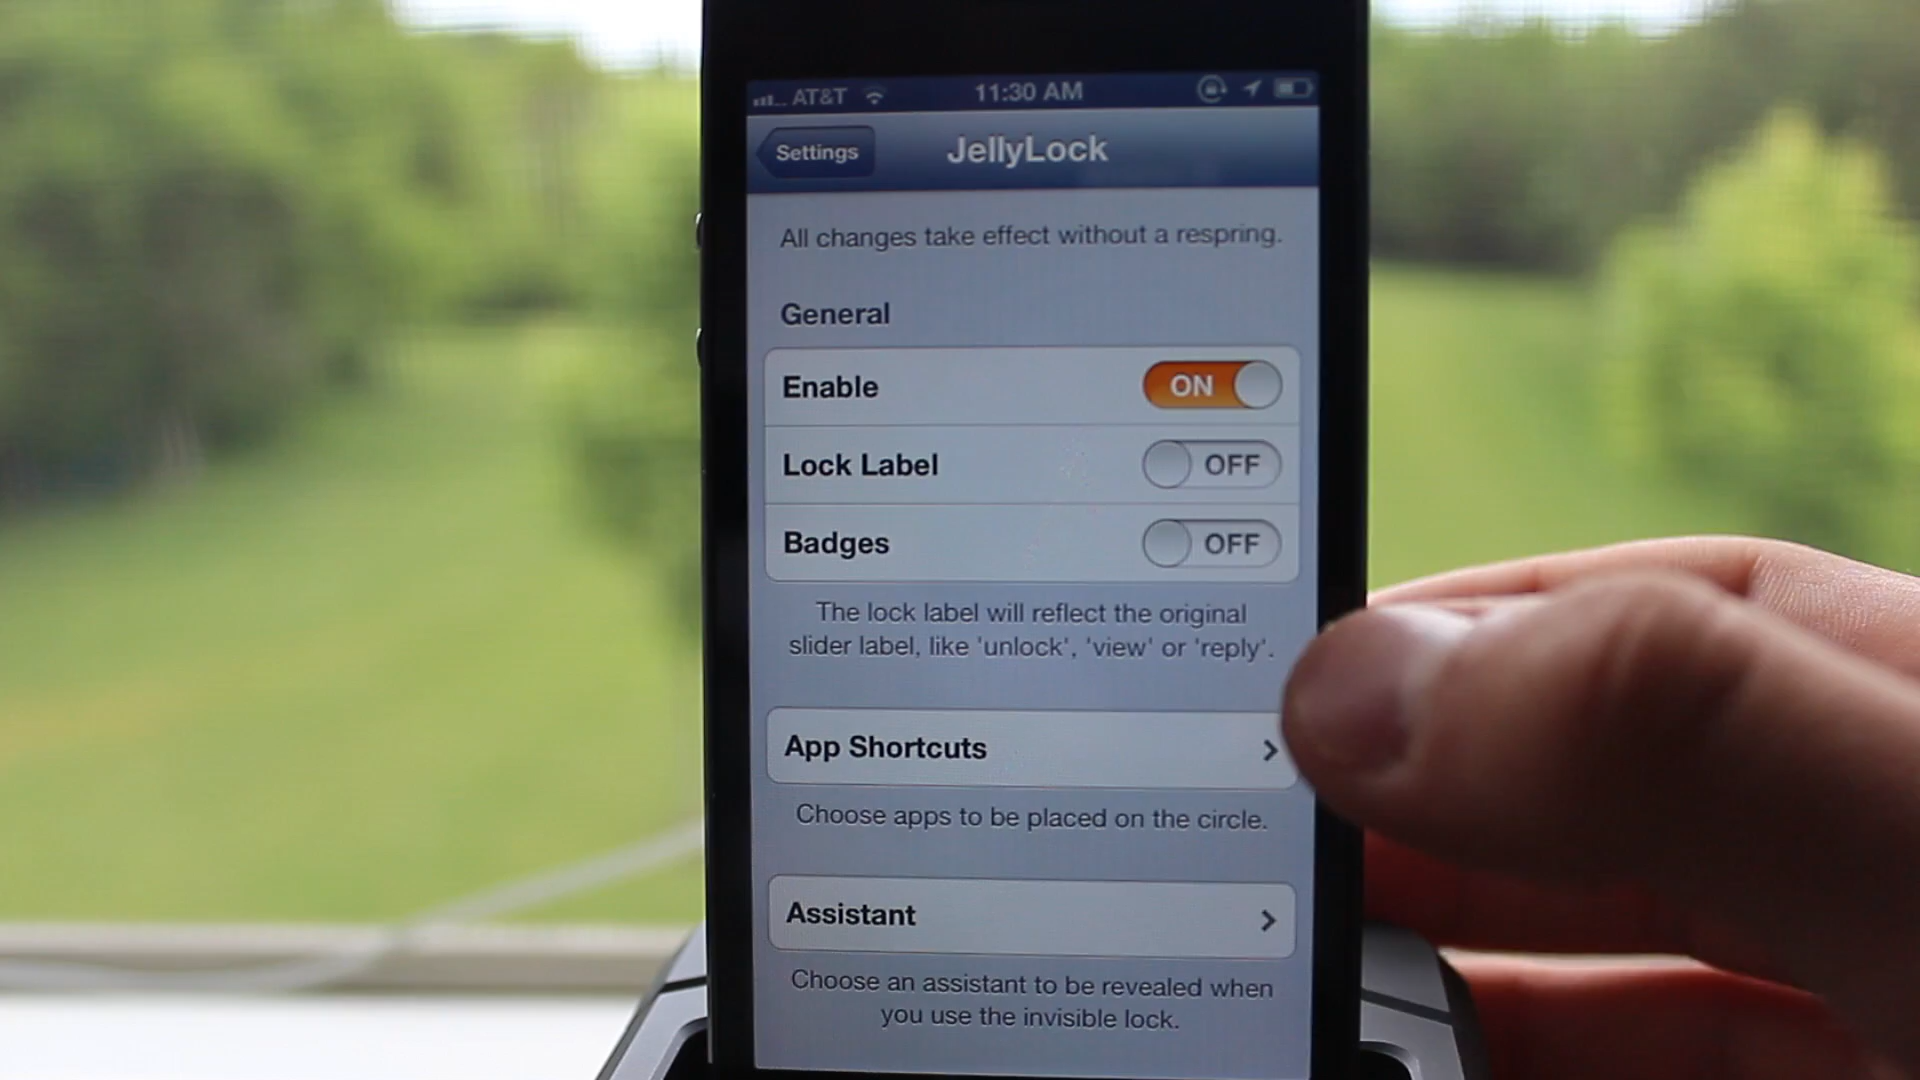 AT&T 11:30 AM
Settings JellyLock
All changes take effect without a respring.
General
Enable ON
Lock Label OFF
Badges OFF
The lock label will reflect the original
slider label, like 'unlock', 'view' or 'reply'.
App Shortcuts
Choose apps to be placed on the circle.
Assistant
Choose an assistant to be revealed when
you use the invisible lock.